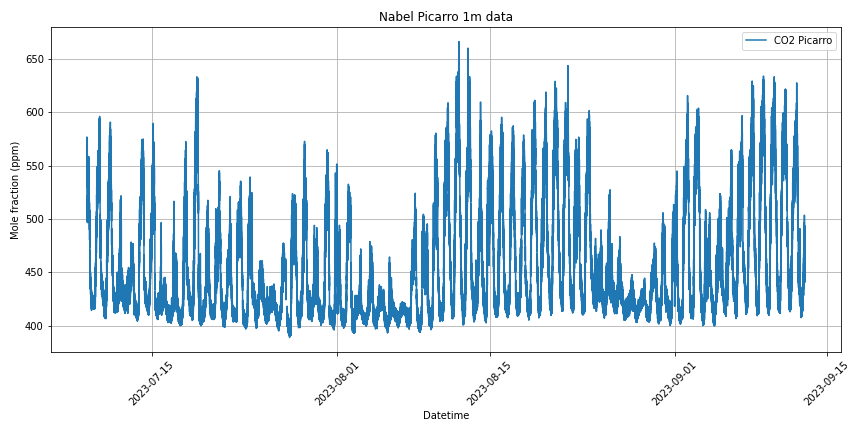 Nabel Picarro 1m data
CO2 Picarro
Mole fraction (ppm)
650
600
550
500
450
400
2023-07-15
2023-08-01
2023-08-15
2023-09-01
2023-09-15
Datetime